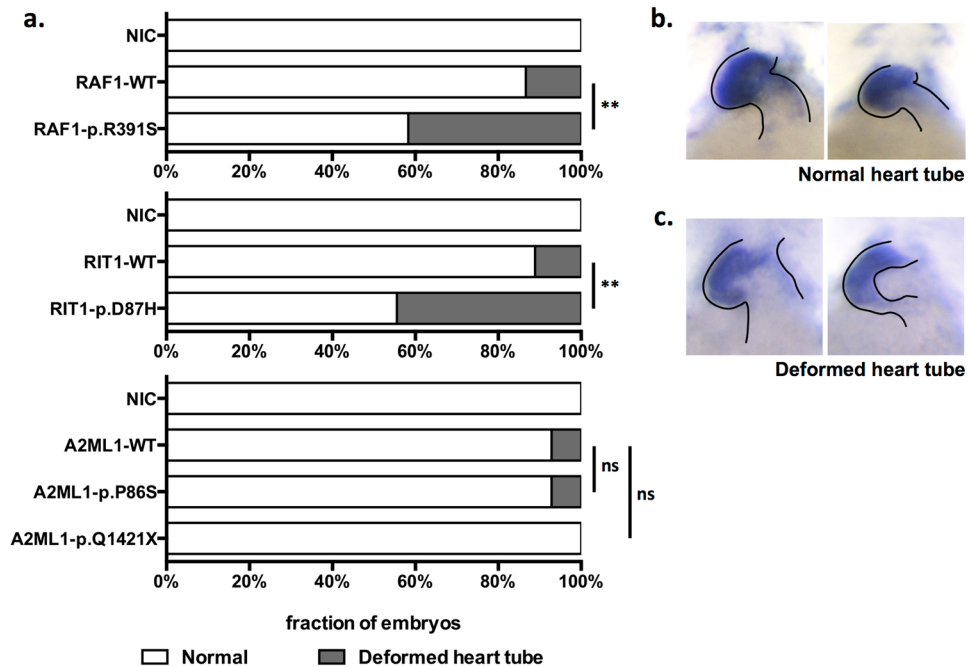 a.
NIC
RAF1-WT
RAF1-p.R391S
**
0% 20% 40% 60% 80% 100%
NIC
RIT1-WT
RIT1-p.D87H
**
0% 20% 40% 60% 80% 100%
NIC
A2ML1-WT
A2ML1-p.P86S
A2ML1-p.Q1421X
ns
ns
0% 20% 40% 60% 80% 100%
fraction of embryos
Normal Deformed heart tube
b.
Normal heart tube
c.
Deformed heart tube